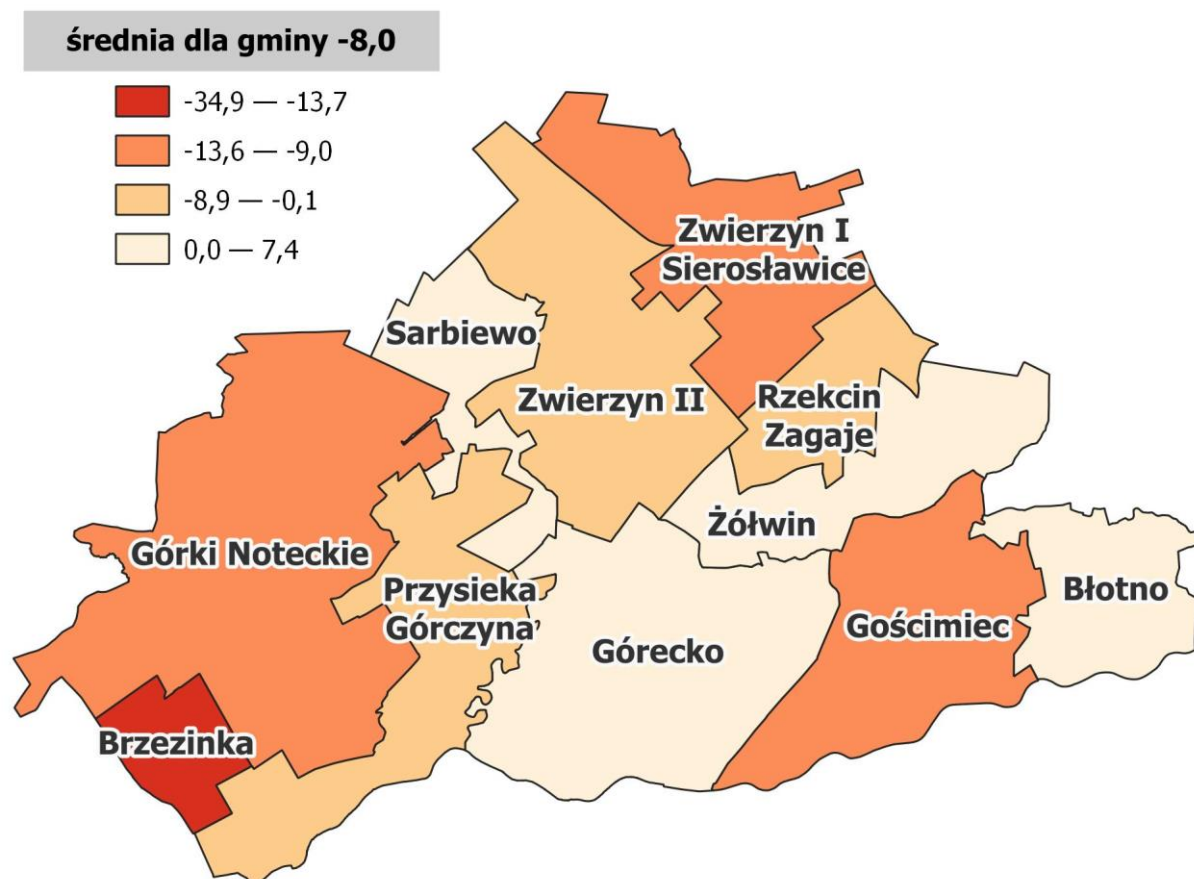 średnia dla gminy -8,0
-34,9 — -13,7
-13,6 — -9,0
-8,9 — -0,1
0,0 — 7,4
Zwierzyn I
Sierosławice
Sarbiewo
Zwierzyn II
Rzekcin
Zagaje
Żółwin
Górki Noteckie
Przysieka
Górczyna
Błotno
Gościmiec
Górecko
Brzezinka